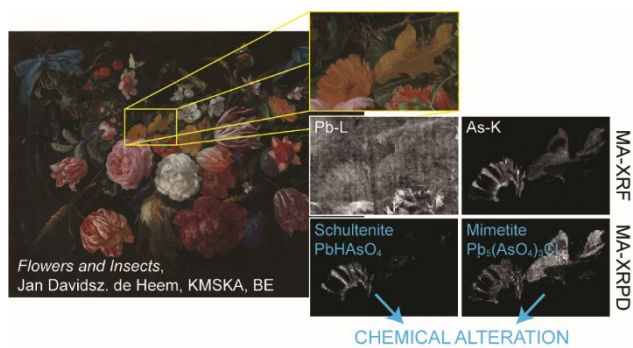 Pb-L
As-K
MA-XRF
Schultenite
PbHAsO₄
Mimetite
Pb₅(AsO₄)₃Cl
MA-XRPD
Flowers and Insects,
Jan Davidsz. de Heem, KMSKA, BE
CHEMICAL ALTERATION